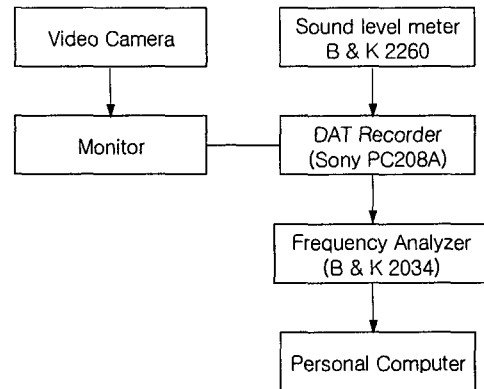 Video Camera
Sound level meter
B & K 2260
Monitor
DAT Recorder
(Sony PC208A)
Frequency Analyzer
(B & K 2034)
Personal Computer